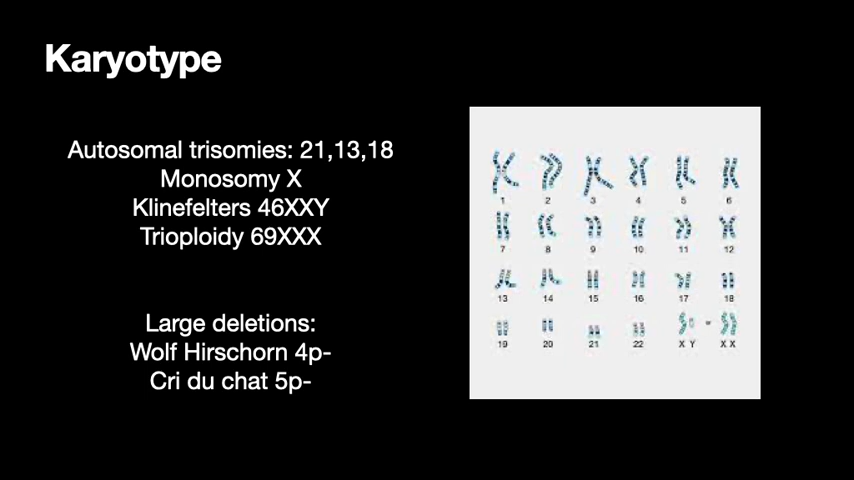 Karyotype
Autosomal trisomies: 21,13,18
Monosomy X
Klinefelters 46XXY
Trioploidy 69XXX
Large deletions:
Wolf Hirschorn 4p-
Cri du chat 5p-
1 2 3 4 5 6
7 8 9 10 11 12
13 14 15 16 17 18
19 20 21 22 X Y X X